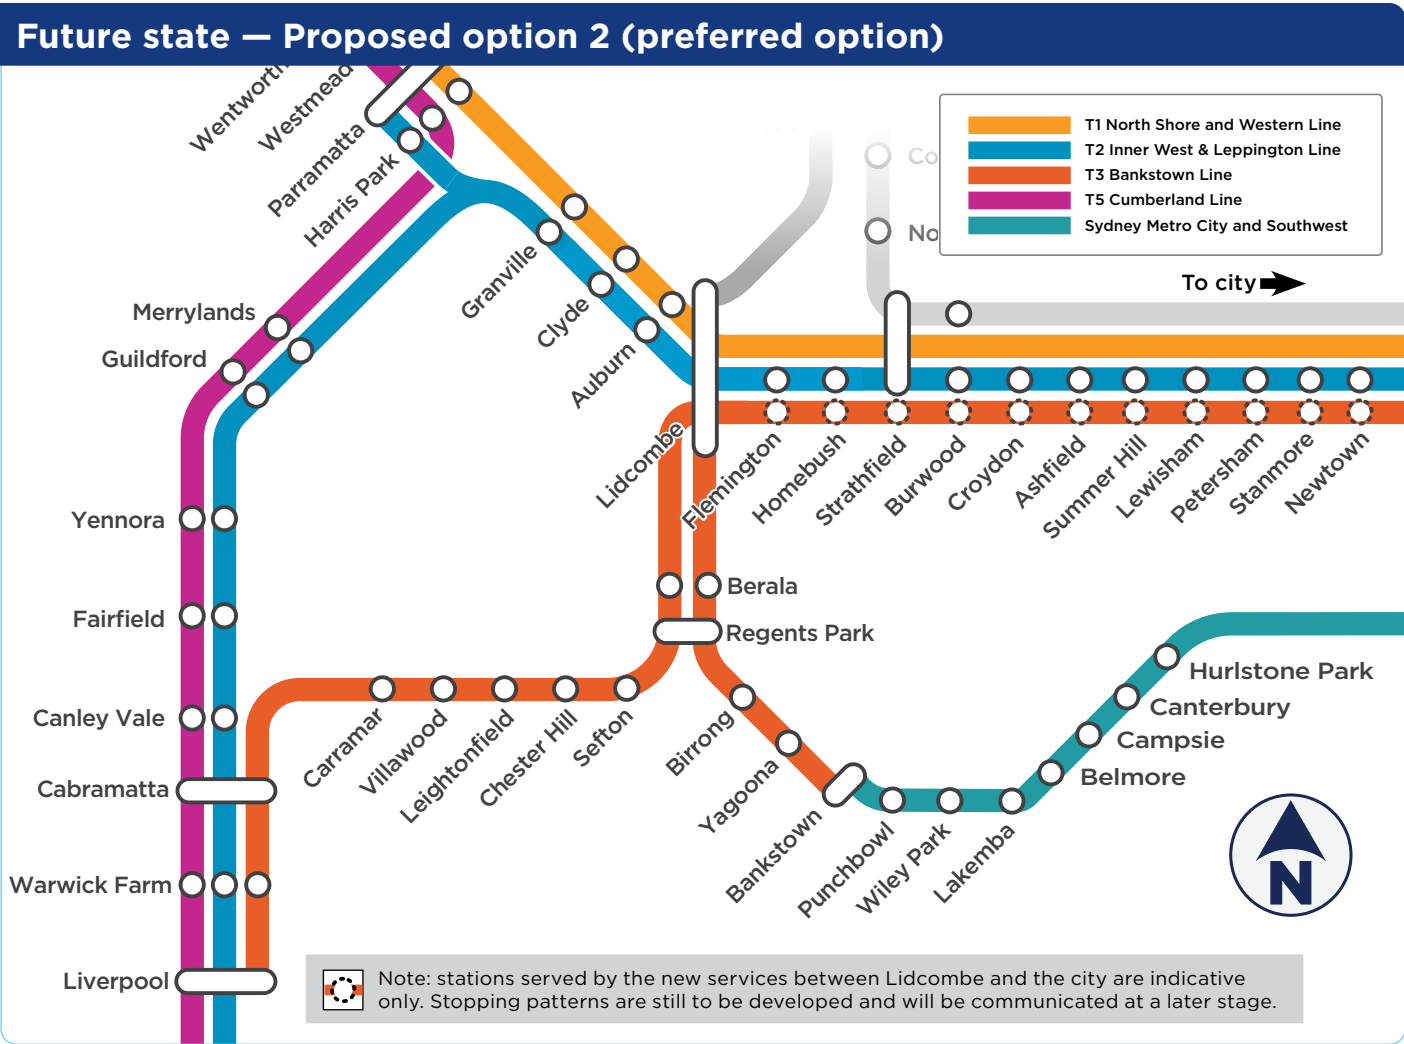 Future state — Proposed option 2 (preferred option)
Westmead
Parramatta
Harris Park
Merrylands
Guildford
Yennora
Fairfield
Canley Vale
Cabramatta
Warwick Farm
Liverpool
Granville
Clyde
Auburn
Lidcombe
Flemington
Homebush
Strathfield
Burwood
Croydon
Ashfield
Summer Hill
Lewisham
Petersham
Stanmore
Newtown
T1 North Shore and Western Line
T2 Inner West & Leppington Line
T3 Bankstown Line
T5 Cumberland Line
Sydney Metro City and Southwest
To city
Berala
Regents Park
Carramar
Villawood
Leightonfield
Chester Hill
Sefton
Birrong
Yagoona
Bankstown
Punchbowl
Wiley Park
Lakemba
Belmore
Campsie
Canterbury
Hurlstone Park
N
Note: stations served by the new services between Lidcombe and the city are indicative
only. Stopping patterns are still to be developed and will be communicated at a later stage.